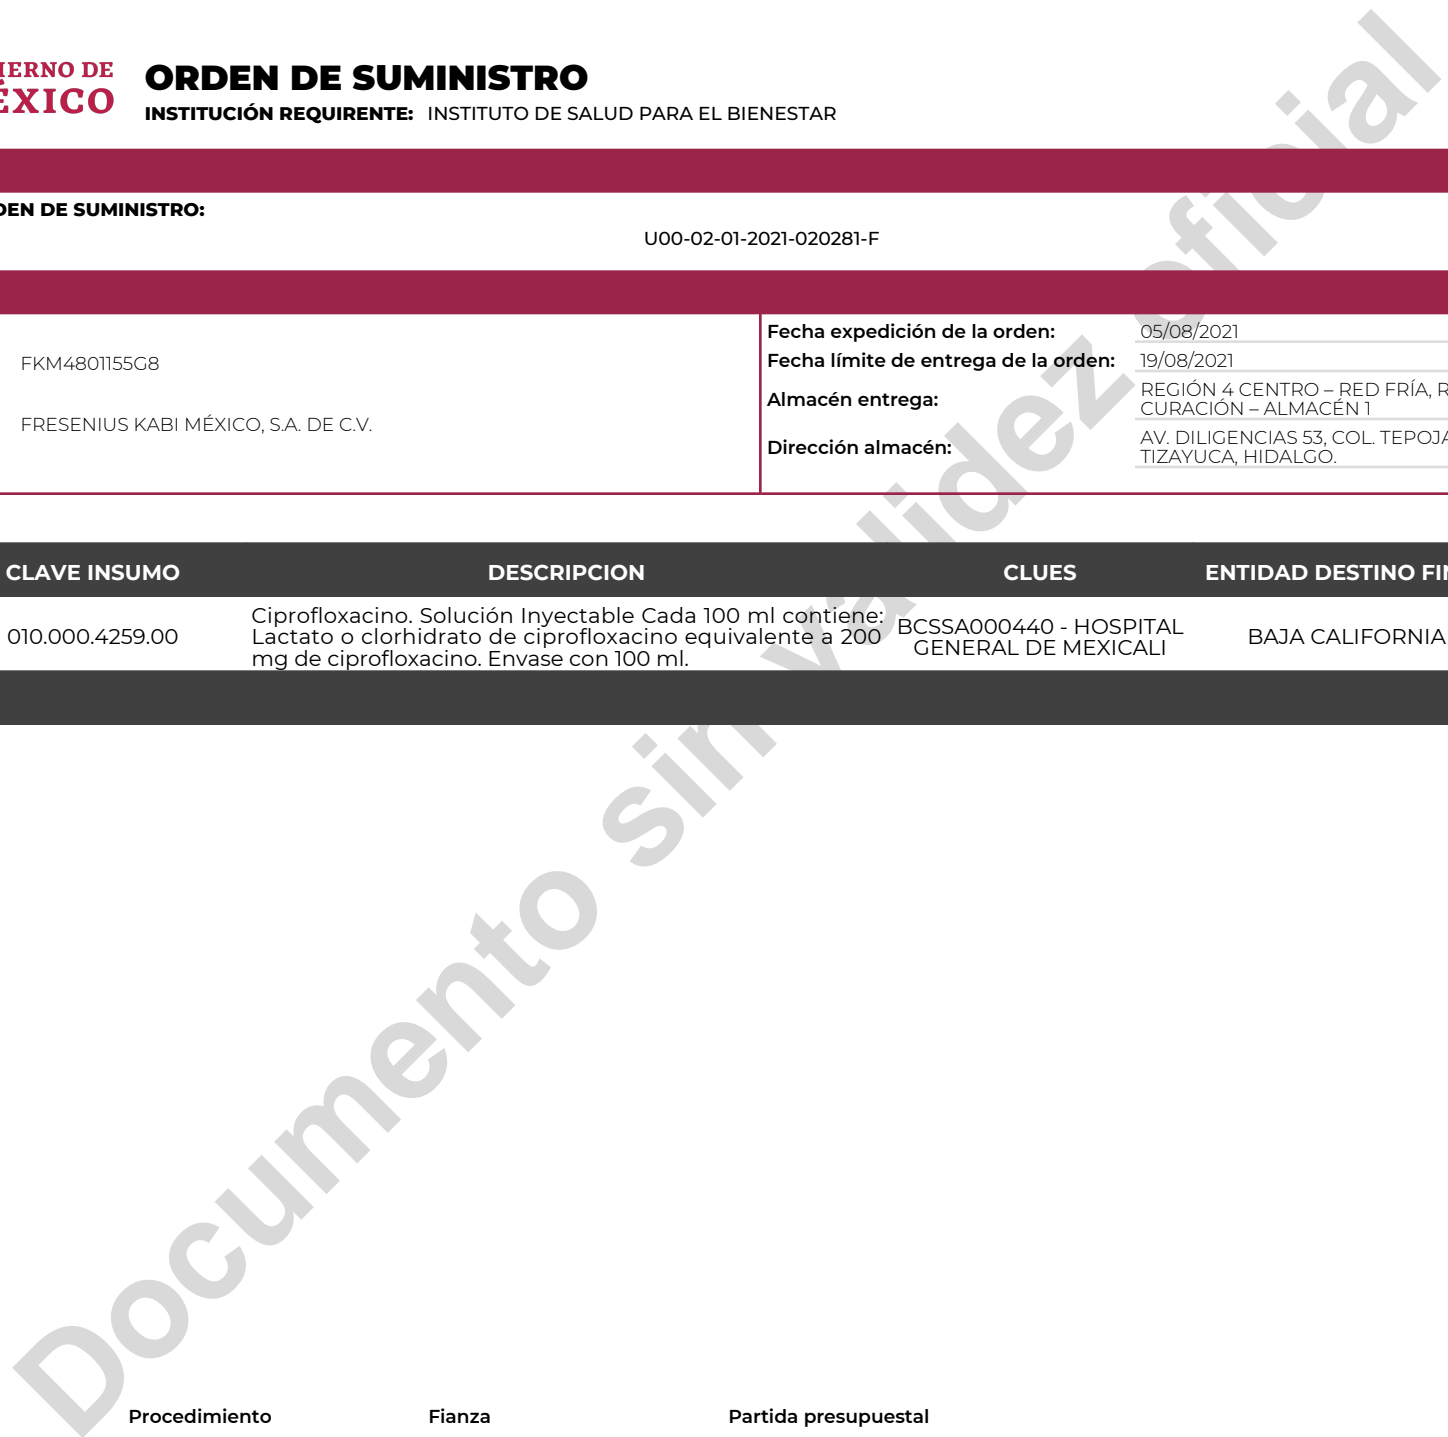 IERNO DE
ÉXICO
ORDEN DE SUMINISTRO
INSTITUCIÓN REQUIRENTE: INSTITUTO DE SALUD PARA EL BIENESTAR
DEN DE SUMINISTRO:
U00-02-01-2021-020281-F
FKM4801155G8
FRESENIUS KABI MÉXICO, S.A. DE C.V.
Fecha expedición de la orden: 05/08/2021
Fecha límite de entrega de la orden: 19/08/2021
Almacén entrega: REGIÓN 4 CENTRO – RED FRÍA, R
CURACIÓN – ALMACÉN 1
Dirección almacén: AV. DILIGENCIAS 53, COL. TEPOJA
TIZAYUCA, HIDALGO.
CLAVE INSUMO DESCRIPCION CLUES ENTIDAD DESTINO FIN
010.000.4259.00
Ciprofloxacino. Solución Inyectable Cada 100 ml contiene:
Lactato o clorhidrato de ciprofloxacino equivalente a 200
mg de ciprofloxacino. Envase con 100 ml.
BCSSA000440 - HOSPITAL
GENERAL DE MEXICALI
BAJA CALIFORNIA
Documento sin validez oficial
Procedimiento Fianza Partida presupuestal